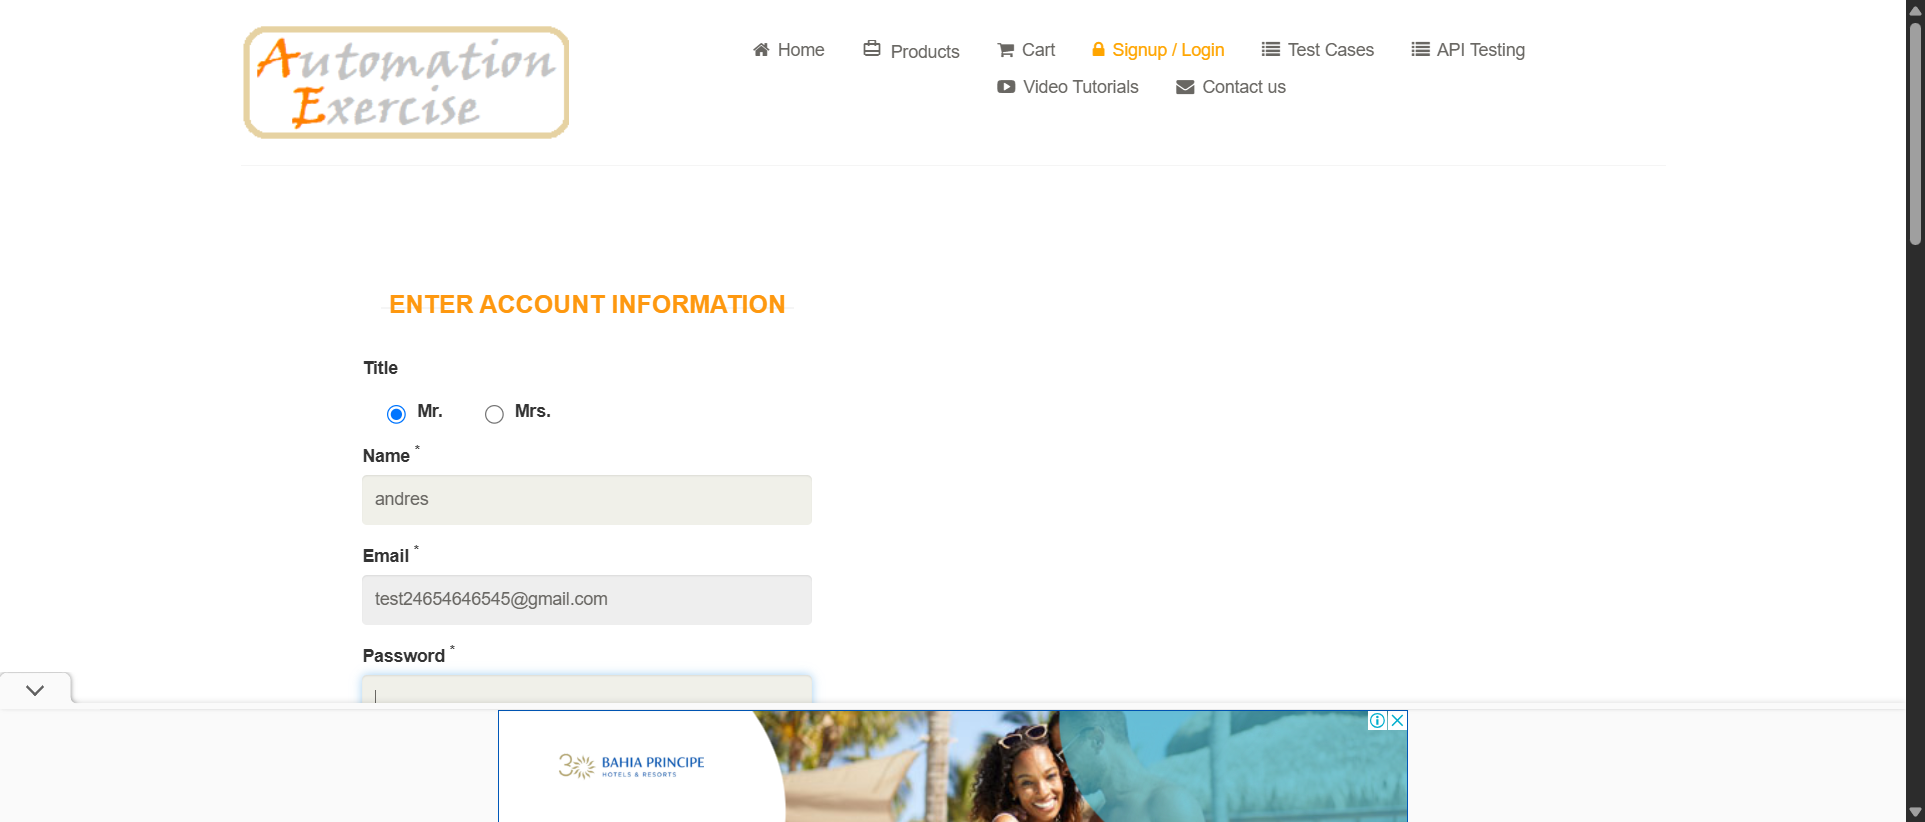 Automation
Exercise
Home
Products
Cart
Signup / Login
Test Cases
API Testing
Video Tutorials
Contact us
ENTER ACCOUNT INFORMATION
Title
Mr.
Mrs.
Name *
andres
Email *
test24654646545@gmail.com
Password *
30 BAHIA PRINCIPE
HOTELS & RESORTS